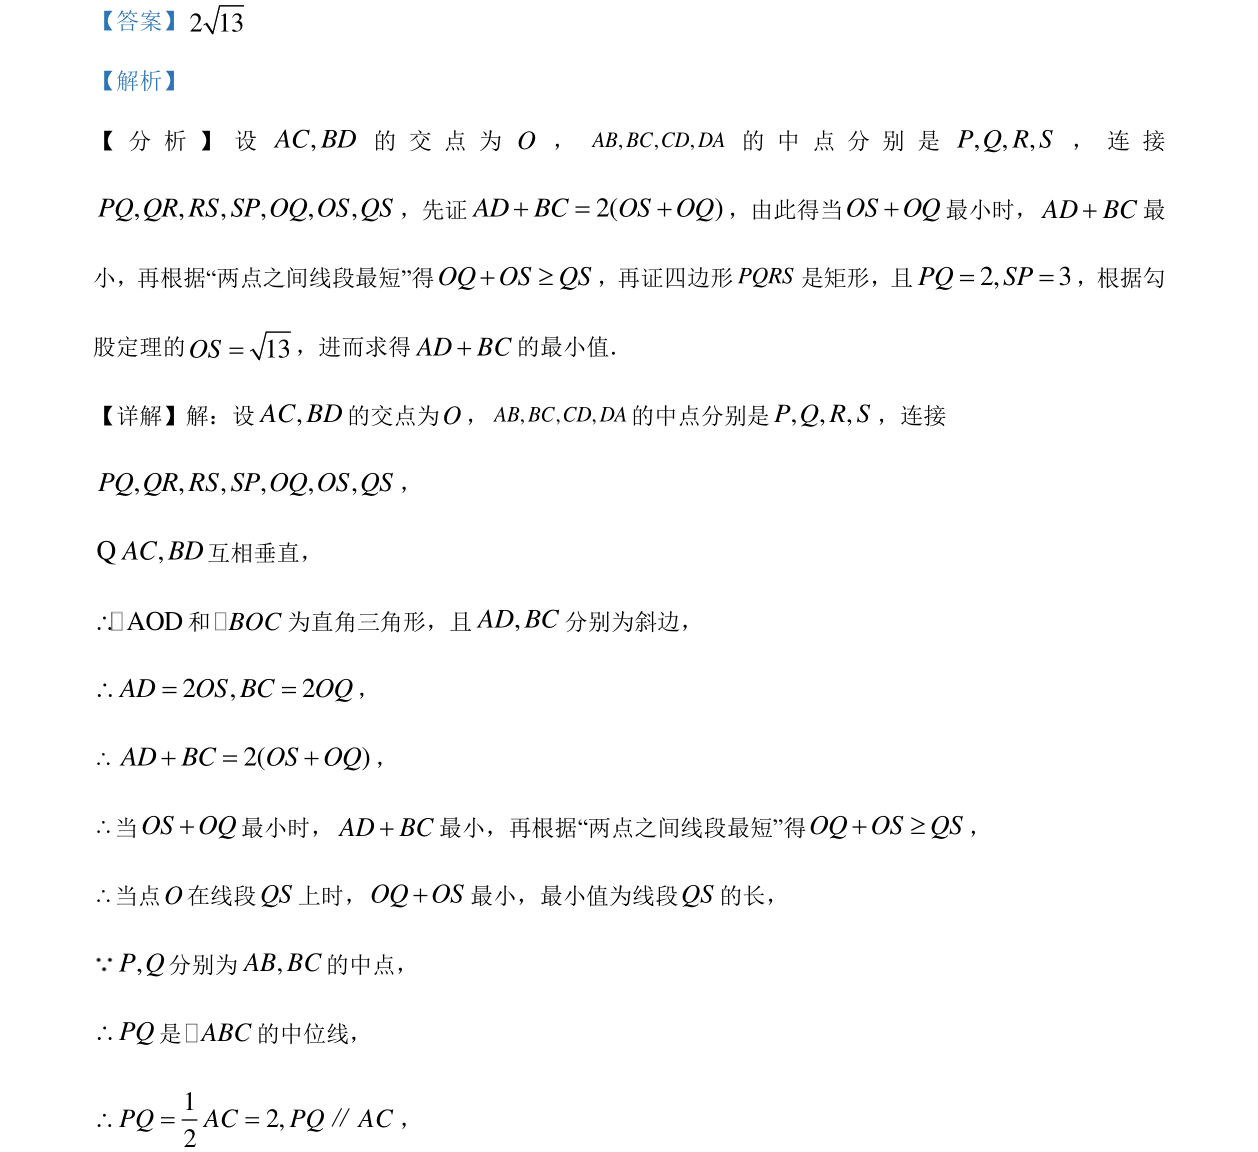 【答案】2√13
【解析】
【分析】设 AC,BD 的交点为 O，AB,BC,CD,DA 的中点分别是 P,Q,R,S，连接
PQ,QR,RS,SP,OQ,OS,QS，先证 AD+BC=2(OS+OQ)，由此得当 OS+OQ 最小时，AD+BC 最
小，再根据“两点之间线段最短”得 OQ+OS≥QS，再证四边形 PQRS 是矩形，且 PQ=2,SP=3，根据勾
股定理的 OS=√13，进而求得 AD+BC 的最小值．
【详解】解：设 AC,BD 的交点为 O，AB,BC,CD,DA 的中点分别是 P,Q,R,S，连接
PQ,QR,RS,SP,OQ,OS,QS，
Q AC,BD 互相垂直，
∴□AOD 和 □BOC 为直角三角形，且 AD,BC 分别为斜边，
∴AD=2OS,BC=2OQ，
∴AD+BC=2(OS+OQ)，
∴当 OS+OQ 最小时，AD+BC 最小，再根据“两点之间线段最短”得 OQ+OS≥QS，
∴当点 O 在线段 QS 上时，OQ+OS 最小，最小值为线段 QS 的长，
∵P,Q 分别为 AB,BC 的中点，
∴PQ 是 □ABC 的中位线，
∴PQ=1/2 AC=2,PQ∥AC，